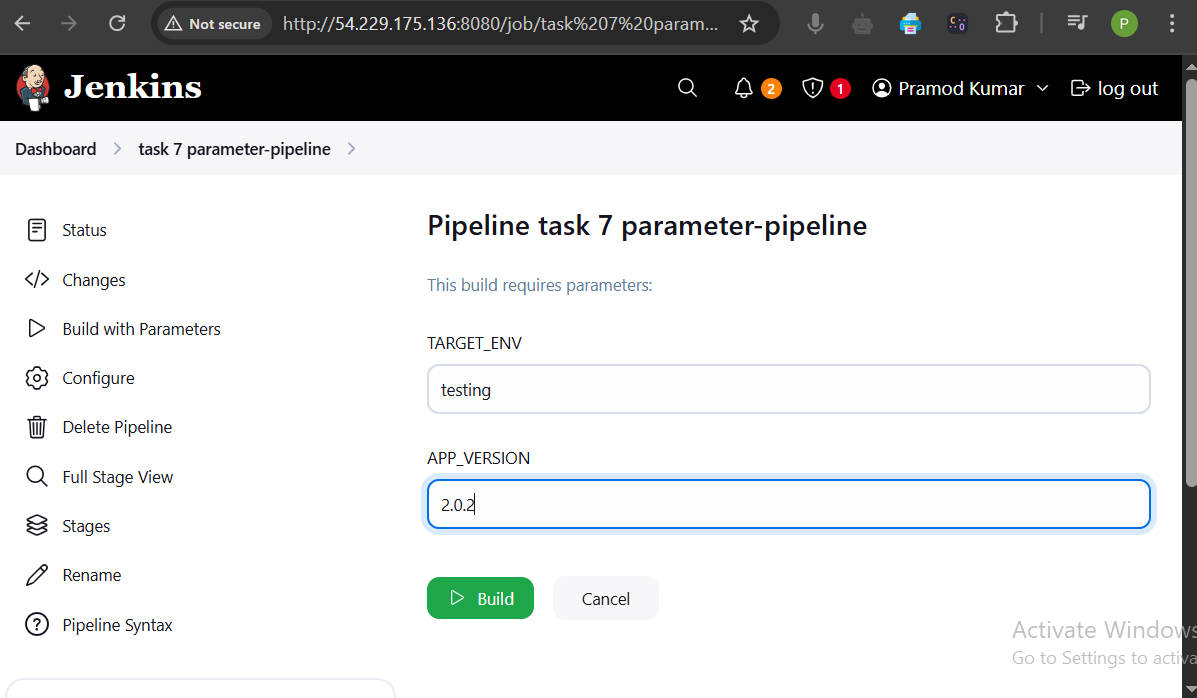 Not secure
http://54.229.175.136:8080/job/task%207%20param...
P
Jenkins
2
1
Pramod Kumar
log out
Dashboard
task 7 parameter-pipeline
Status
Changes
Build with Parameters
Configure
Delete Pipeline
Full Stage View
Stages
Rename
Pipeline Syntax
Pipeline task 7 parameter-pipeline
This build requires parameters:
TARGET_ENV
testing
APP_VERSION
2.0.2
Build
Cancel
Activate Windows
Go to Settings to activa